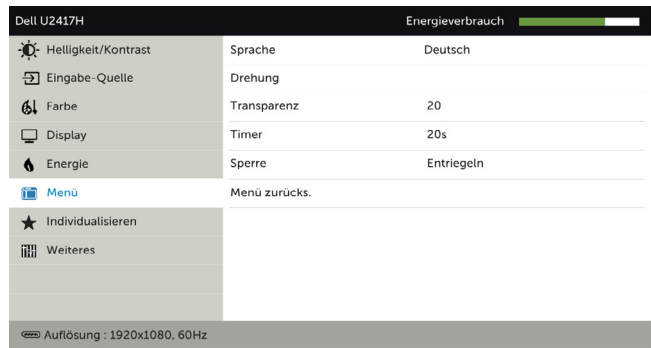 Dell U2417H Energieverbrauch
Helligkeit/Kontrast Sprache Deutsch
Eingabe-Quelle Drehung
Farbe Transparenz 20
Display Timer 20s
Energie Sperre Entriegeln
Menü Menü zurücks.
Individualisieren
Weiteres
Auflösung : 1920x1080, 60Hz